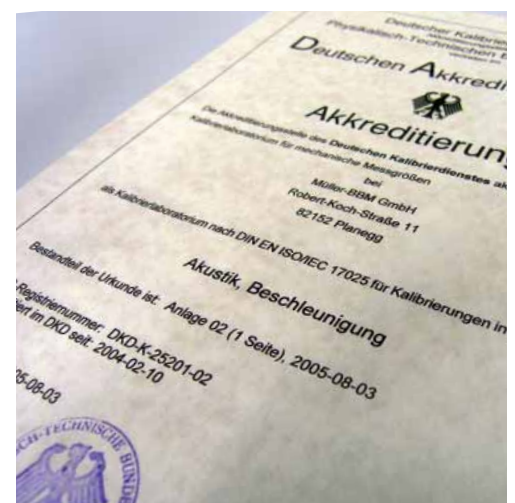 Deutscher Kalibrier
Physikalisch-Technischen B
Deutschen Akkredi
Akkreditierung
Die Akkreditierungsstelle des Deutschen Kalibrierdienstes ak
Kalibrierlaboratorium für mechanische Messgrößen
bei
Müller-BBM GmbH
Robert-Koch-Straße 11
82152 Planegg
als Kalibrierlaboratorium nach DIN EN ISO/IEC 17025 für Kalibrierungen in
Akustik, Beschleunigung
Bestandteil der Urkunde ist: Anlage 02 (1 Seite), 2005-08-03
Registriernummer: DKD-K-25201-02
iert im DKD seit: 2004-02-10
5-08-03
SCH-TECHNISCHE BUND